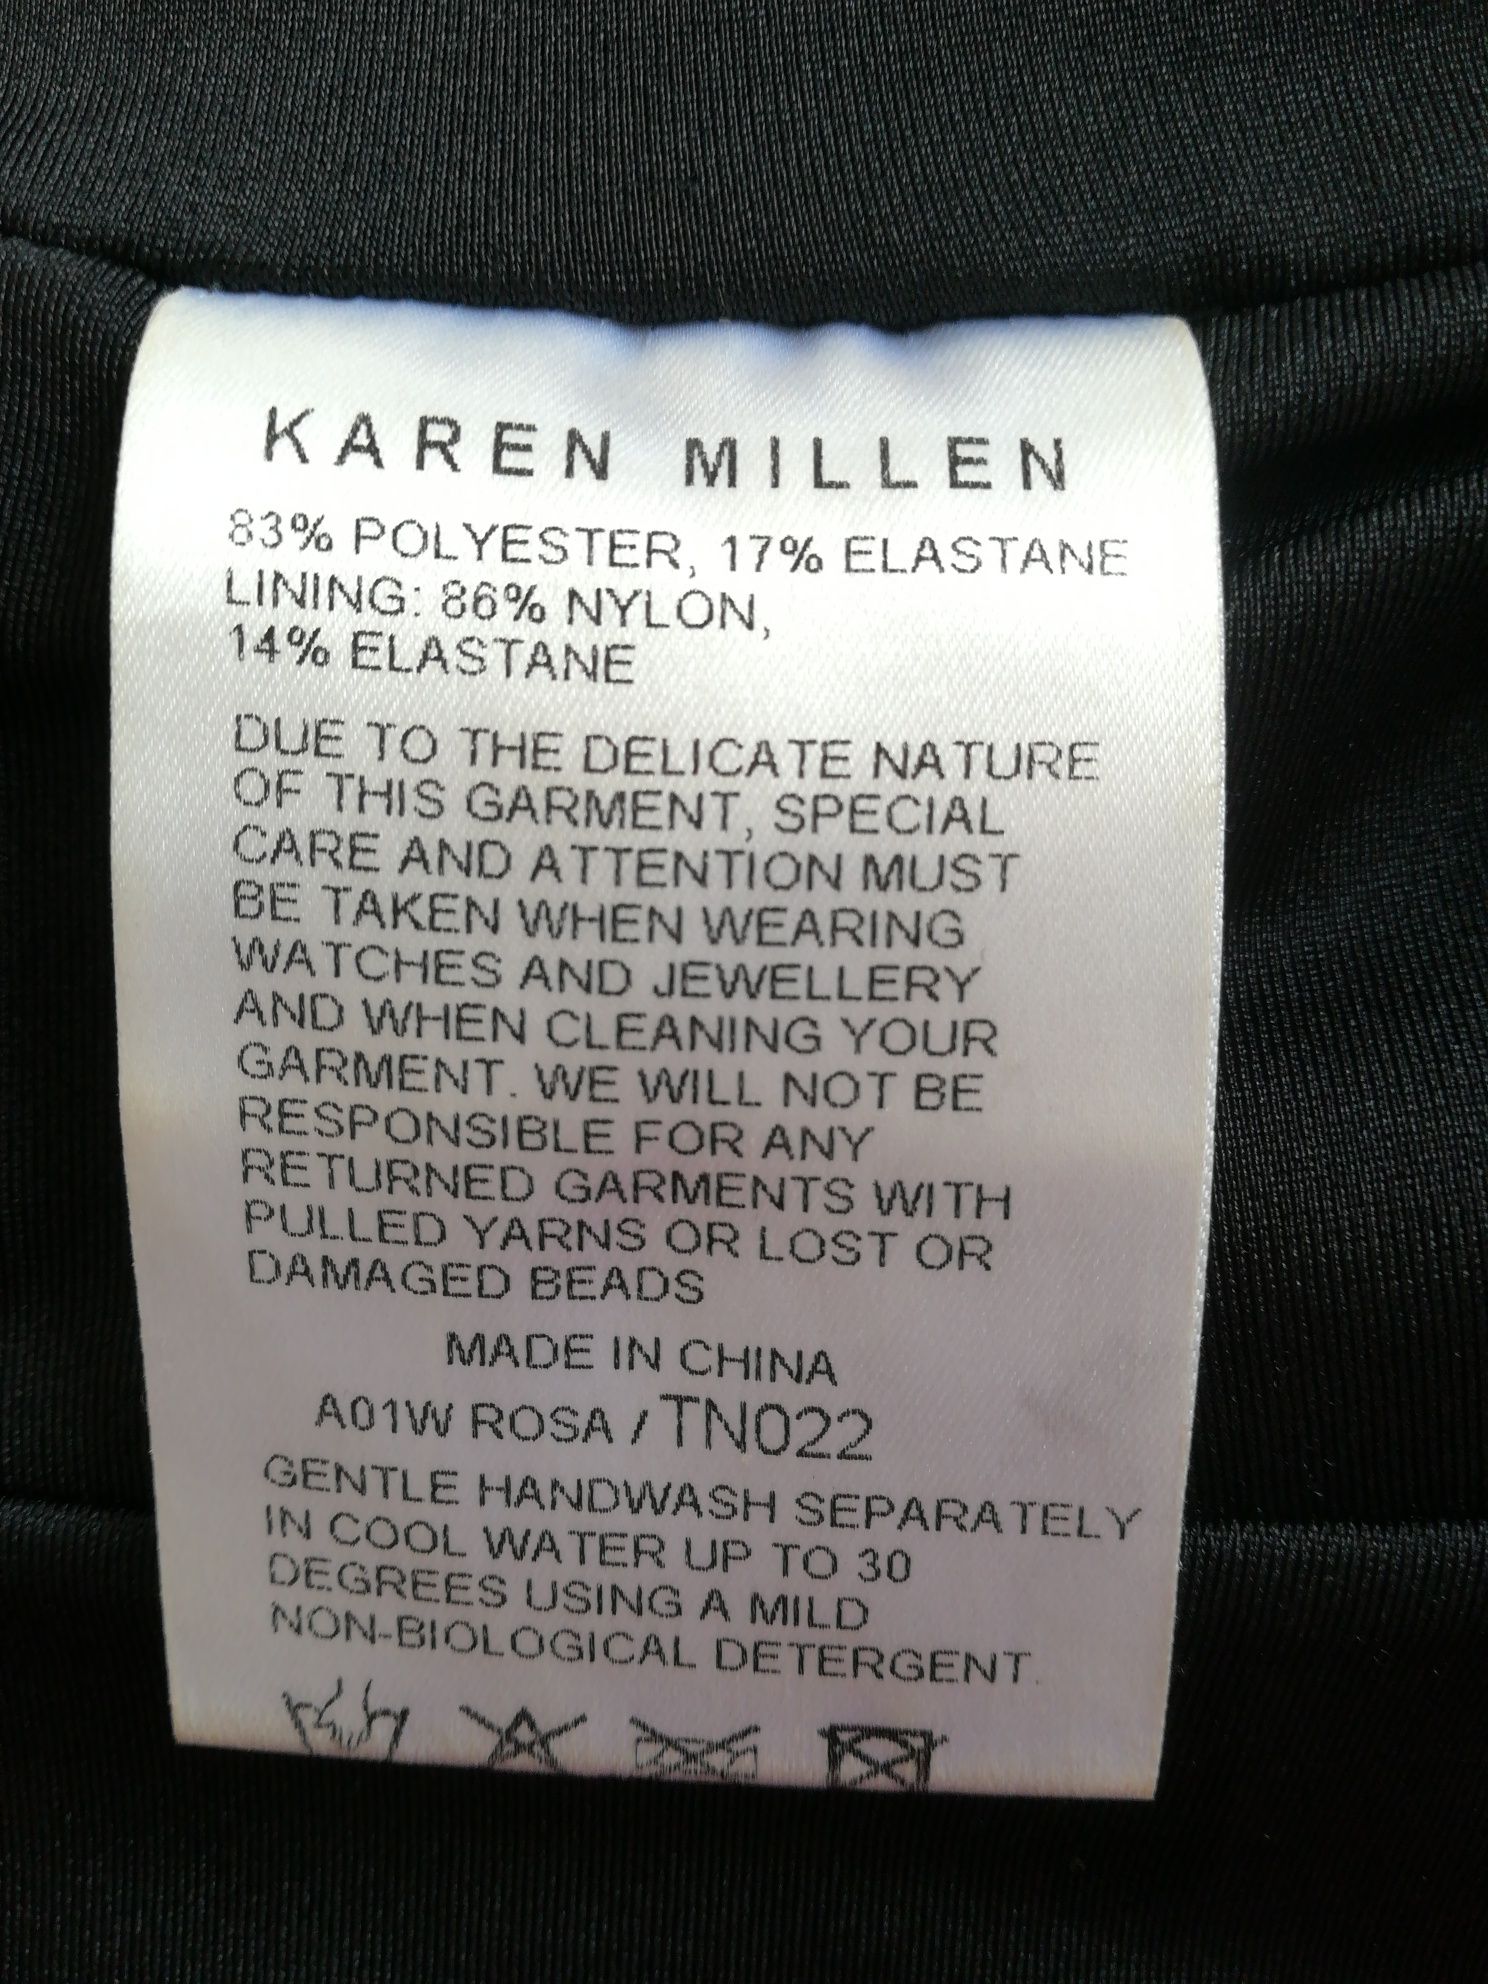 KAREN MILLEN
83% POLYESTER, 17% ELASTANE
LINING: 86% NYLON,
14% ELASTANE
DUE TO THE DELICATE NATURE
OF THIS GARMENT, SPECIAL
CARE AND ATTENTION MUST
BE TAKEN WHEN WEARING
WATCHES AND JEWELLERY
AND WHEN CLEANING YOUR
GARMENT. WE WILL NOT BE
RESPONSIBLE FOR ANY
RETURNED GARMENTS WITH
PULLED YARNS OR LOST OR
DAMAGED BEADS
MADE IN CHINA
A01W ROSA / TN022
GENTLE HANDWASH SEPARATELY
IN COOL WATER UP TO 30
DEGREES USING A MILD
NON-BIOLOGICAL DETERGENT.